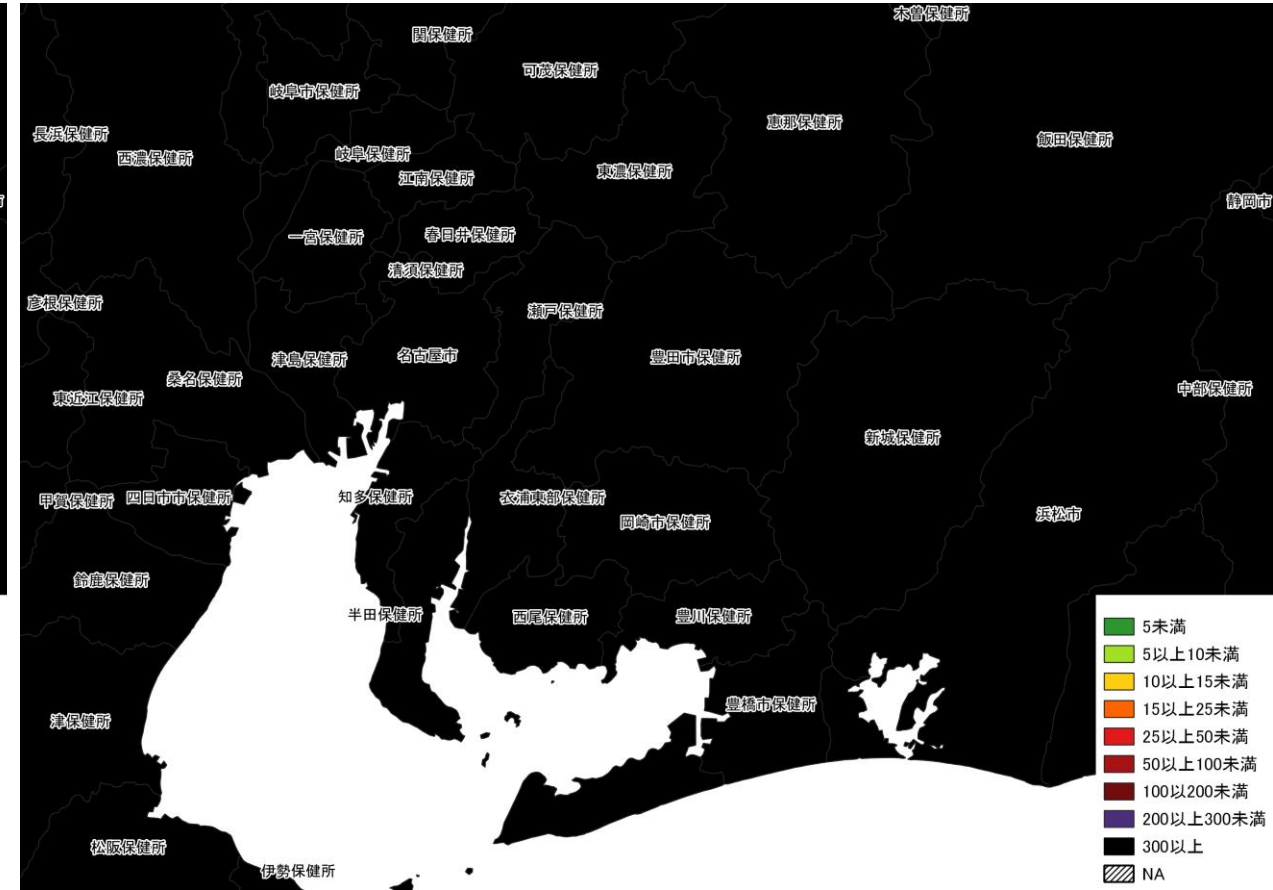 木曽保健所
関保健所
可茂保健所
岐阜市保健所
恵那保健所
長浜保健所
飯田保健所
西濃保健所
岐阜保健所
東濃保健所
江南保健所
静岡市
市
一宮保健所
春日井保健所
清須保健所
彦根保健所
瀬戸保健所
津島保健所
名古屋市
豊田市保健所
桑名保健所
中部保健所
東近江保健所
新城保健所
甲賀保健所
四日市市保健所
知多保健所
衣浦東部保健所
岡崎市保健所
浜松市
鈴鹿保健所
半田保健所
西尾保健所
豊川保健所
津保健所
豊橋市保健所
松阪保健所
伊勢保健所
5未満
5以上10未満
10以上15未満
15以上25未満
25以上50未満
50以上100未満
100以200未満
200以上300未満
300以上
NA